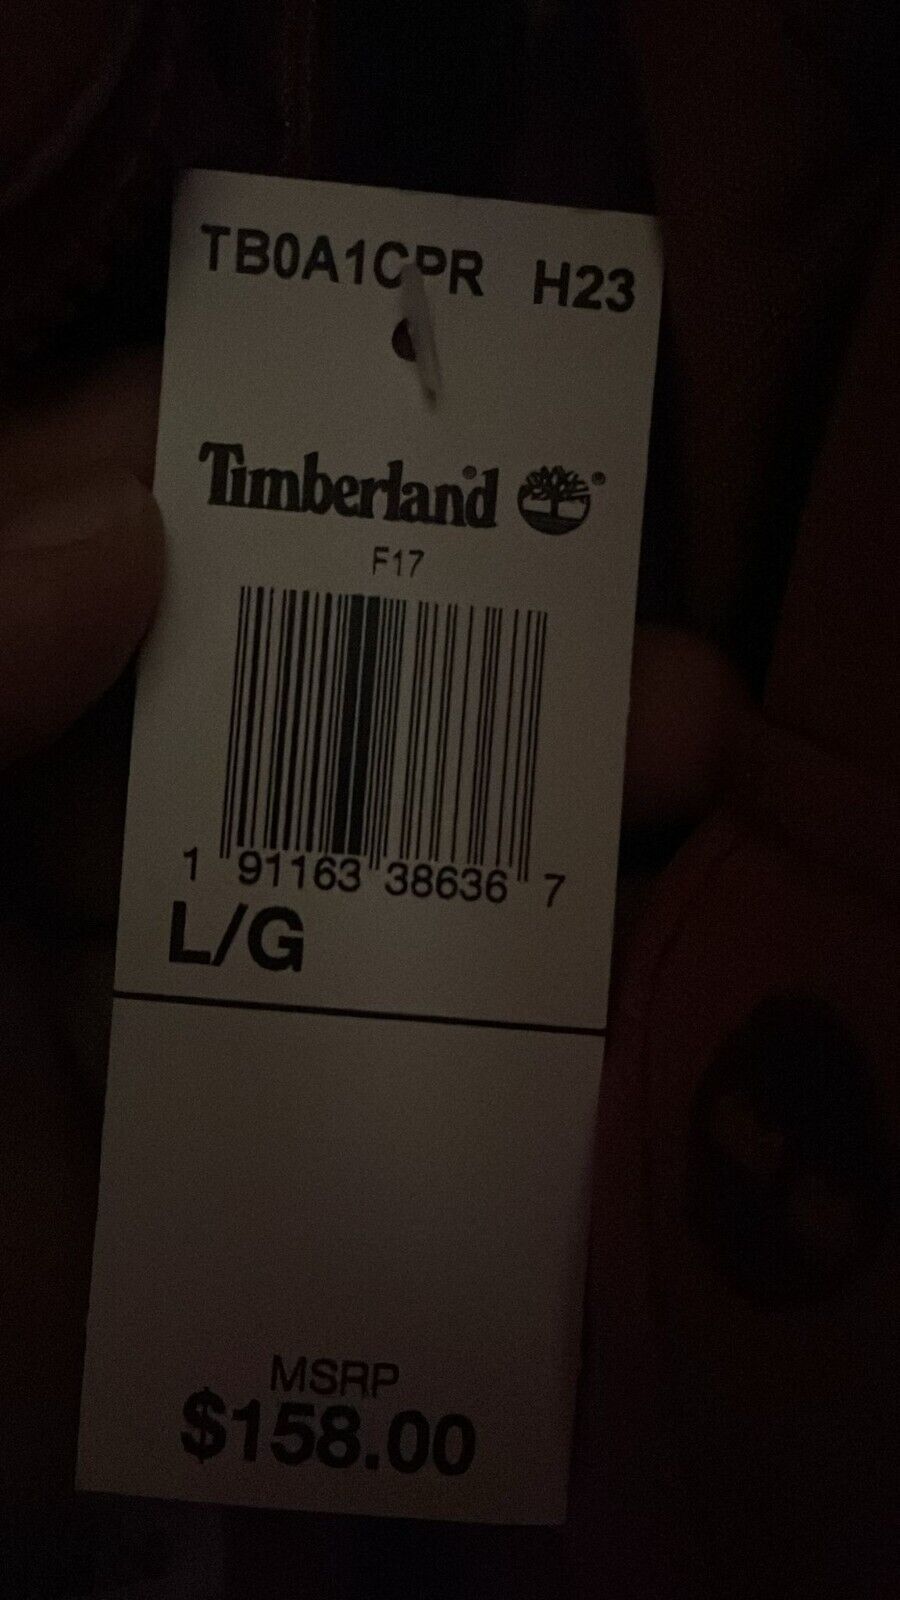 TB0A1CPR H23
Timberland®
F17
1 91163 38636 7
L/G
MSRP
$158.00